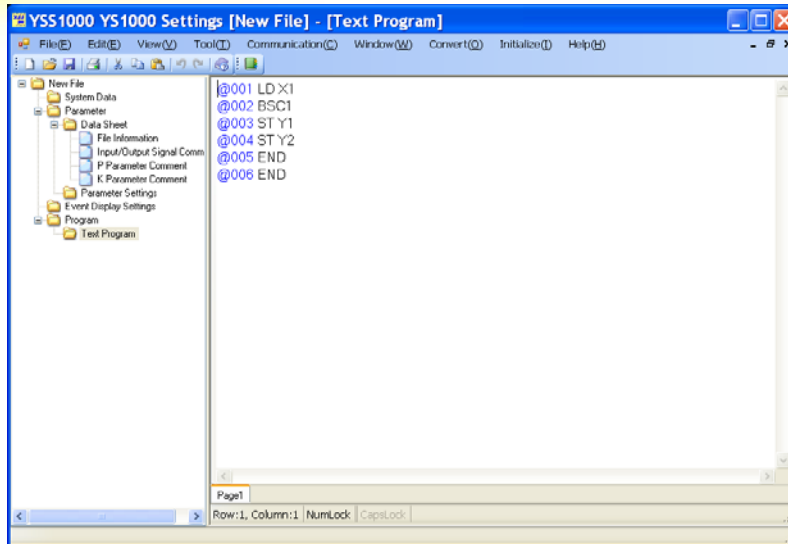 YSS1000 YS1000 Settings [New File] - [Text Program]
File(F) Edit(E) View(V) Tool(T) Communication(C) Window(W) Convert(O) Initialize(I) Help(H)
New File
System Data
Parameter
Data Sheet
File Information
Input/Output Signal Comm
P Parameter Comment
K Parameter Comment
Parameter Settings
Event Display Settings
Program
Text Program
@001 LD X1
@002 BSC1
@003 ST Y1
@004 ST Y2
@005 END
@006 END
Page1
Row:1, Column:1 NumLock CapsLock